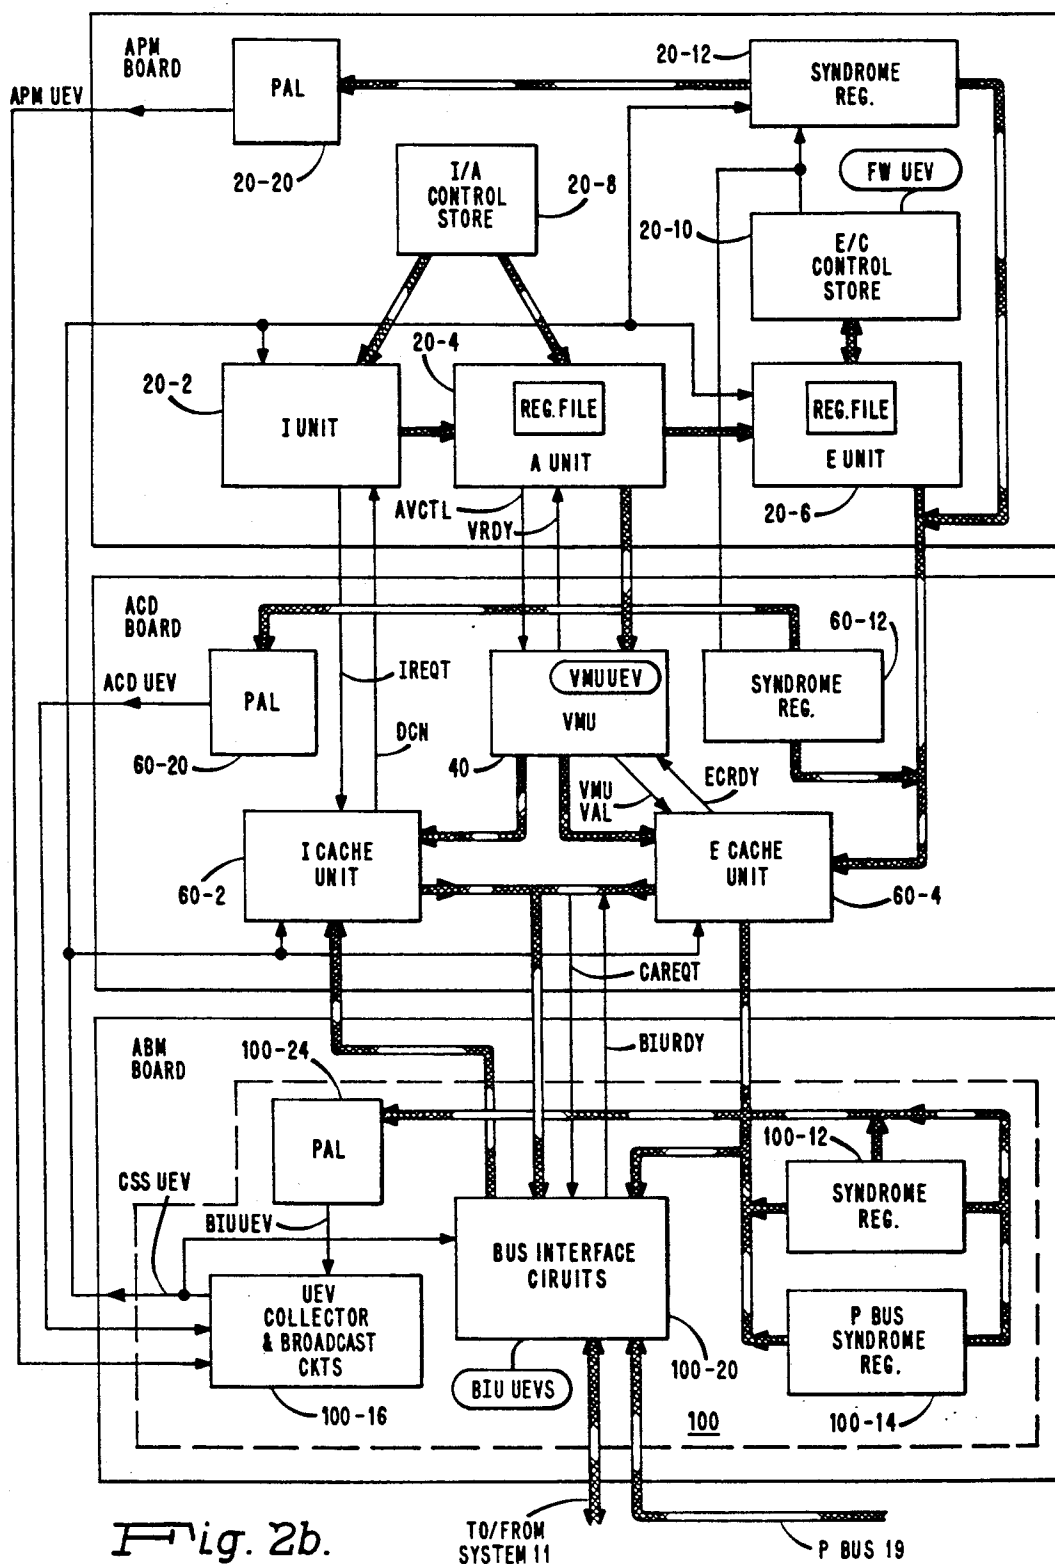 APM
BOARD
PAL
20-12
SYNDROME
REG.
APM UEV
20-20
I/A
CONTROL
STORE
20-8
FW UEV
20-10
E/C
CONTROL
STORE
20-2
20-4
I UNIT
REG. FILE
A UNIT
REG. FILE
E UNIT
AVCTL
VRDY
20-6
ACD
BOARD
60-12
ACD UEV
PAL
IREQT
VMUUEV
VMU
SYNDROME
REG.
60-20
DCN
40
VMU
VAL
ECRDY
I CACHE
UNIT
E CACHE
UNIT
60-2
60-4
CAREQT
ABM
BOARD
100-24
BIURDY
PAL
100-12
CSS UEV
SYNDROME
REG.
BIUUEV
BUS INTERFACE
CIRUITS
UEV
COLLECTOR
& BROADCAST
CKTS
P BUS
SYNDROME
REG.
BIU UEVS
100-20
100-16
100
100-14
Fig. 2b.
TO/FROM
SYSTEM 11
P BUS 19